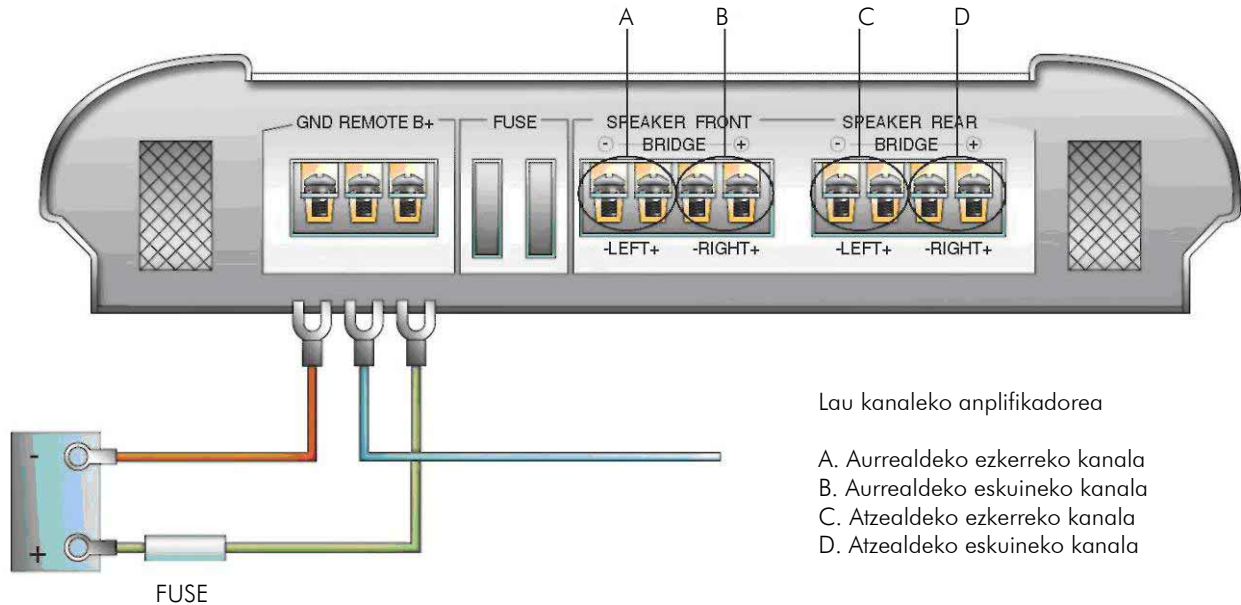 A B C D
GND REMOTE B+ FUSE SPEAKER FRONT SPEAKER REAR
- BRIDGE + - BRIDGE +
-LEFT+ -RIGHT+ -LEFT+ -RIGHT+
Lau kanaleko anplifikadorea
A. Aurrealdeko ezkerreko kanala
B. Aurrealdeko eskuineko kanala
C. Atzealdeko ezkerreko kanala
D. Atzealdeko eskuineko kanala
-
+
FUSE